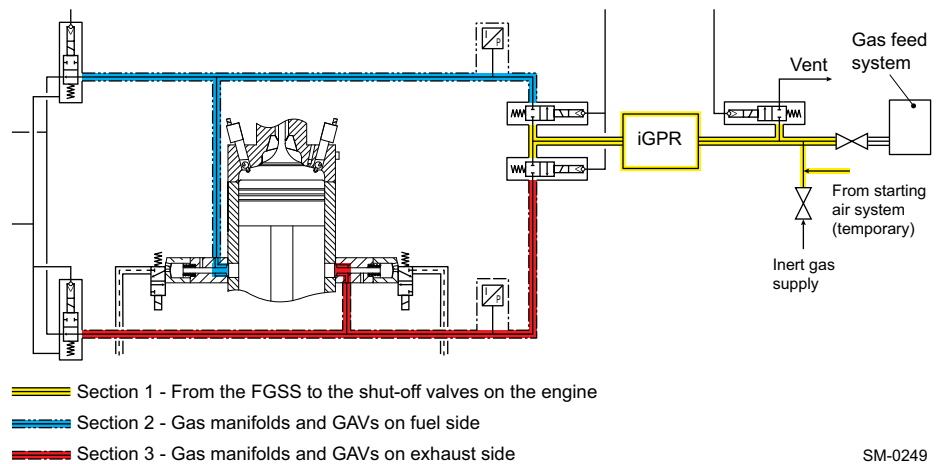 Gas feed
system
Vent
I
P
iGPR
From starting
air system
(temporary)
Inert gas
supply
I
P
Section 1 - From the FGSS to the shut-off valves on the engine
Section 2 - Gas manifolds and GAVs on fuel side
Section 3 - Gas manifolds and GAVs on exhaust side
SM-0249